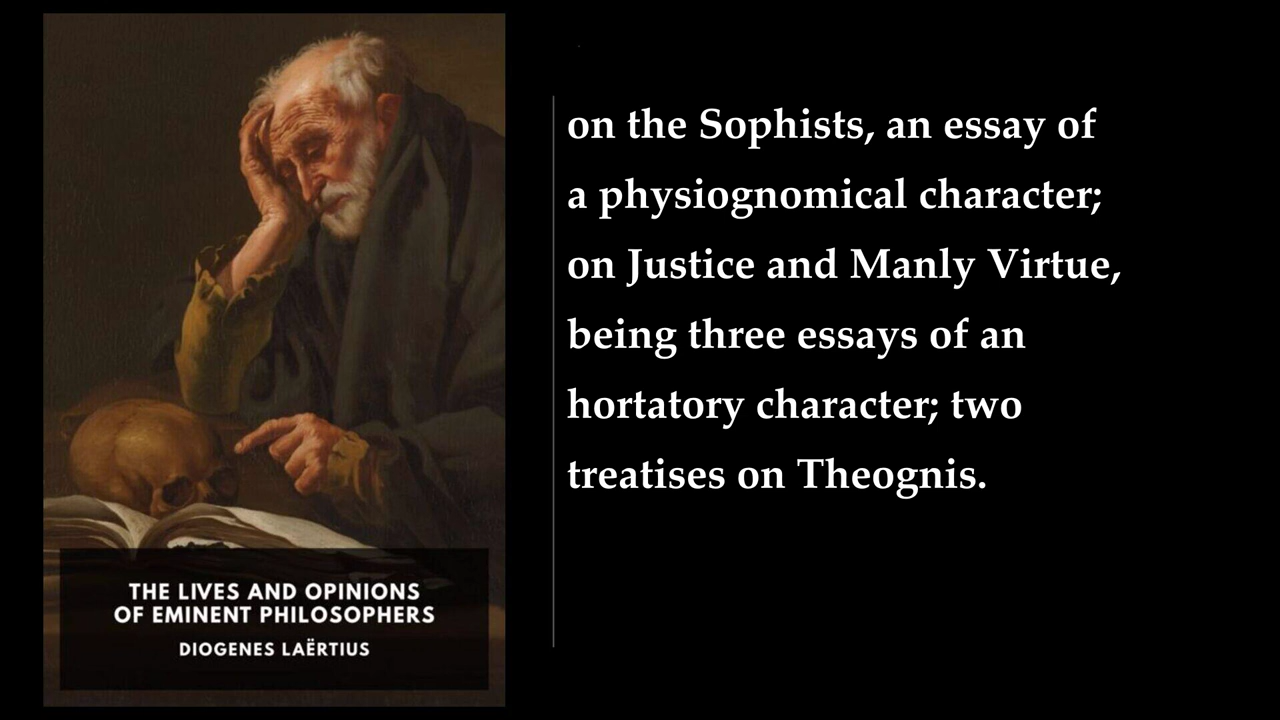 THE LIVES AND OPINIONS
OF EMINENT PHILOSOPHERS
DIOGENES LAËRTIUS
on the Sophists, an essay of
a physiognomical character;
on Justice and Manly Virtue,
being three essays of an
hortatory character; two
treatises on Theognis.